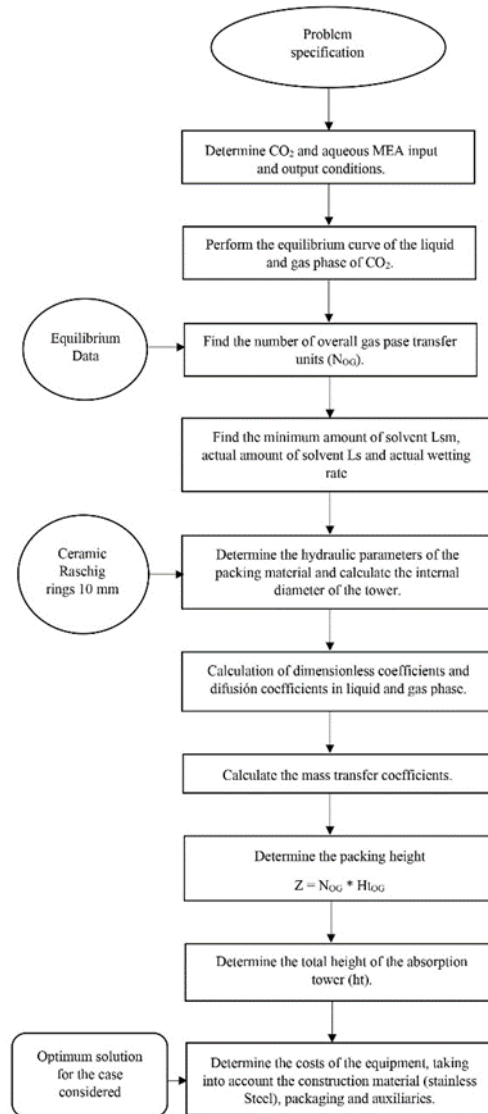 Problem
specification
Determine CO₂ and aqueous MEA input
and output conditions.
Perform the equilibrium curve of the liquid
and gas phase of CO₂.
Equilibrium
Data
Find the number of overall gas pase transfer
units (N_OG).
Find the minimum amount of solvent Lsm,
actual amount of solvent Ls and actual wetting
rate
Ceramic
Raschig
rings 10 mm
Determine the hydraulic parameters of the
packing material and calculate the internal
diameter of the tower.
Calculation of dimensionless coefficients and
difusión coefficients in liquid and gas phase.
Calculate the mass transfer coefficients.
Determine the packing height
Z = N_OG * Ht_OG
Determine the total height of the absorption
tower (ht).
Optimum solution
for the case
considered
Determine the costs of the equipment, taking
into account the construction material (stainless
Steel), packaging and auxiliaries.